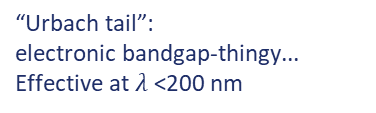 “Urbach tail”:
electronic bandgap-thingy...
Effective at 𝜆 <200 nm